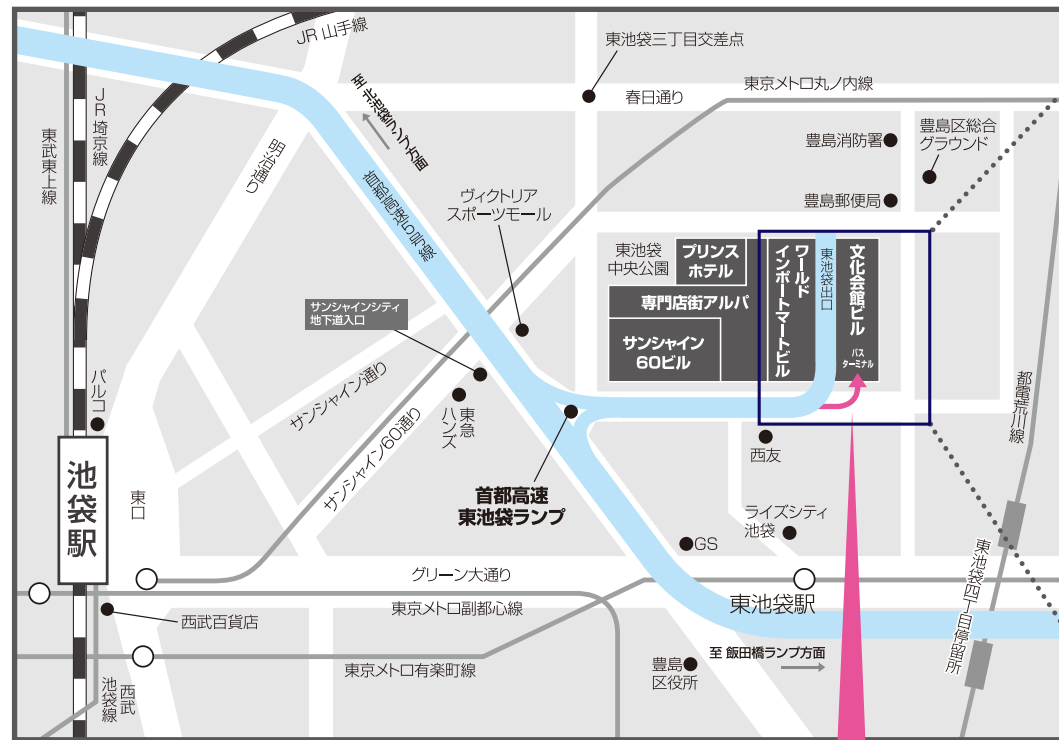 JR 山手線
東池袋三丁目交差点
至 北池袋ランプ方面
東京メトロ丸ノ内線
春日通り
JR埼京線
東武東上線
明治通り
首都高速5号線
豊島消防署
豊島区総合
グラウンド
豊島郵便局
ヴィクトリア
スポーツモール
東池袋
中央公園
プリンス
ホテル
ワールド
インポートマートビル
東池袋出口
文化会館ビル
バス
ターミナル
専門店街アルパ
サンシャイン
60ビル
サンシャインシティ
地下道入口
サンシャイン通り
サンシャイン60通り
パルコ
東急
ハンズ
都電荒川線
西友
池袋駅
東口
首都高速
東池袋ランプ
ライズシティ
池袋
GS
東池袋四丁目停留所
グリーン大通り
東京メトロ副都心線
東池袋駅
西武百貨店
至 飯田橋ランプ方面
東京メトロ有楽町線
豊島
区役所
西武
池袋線